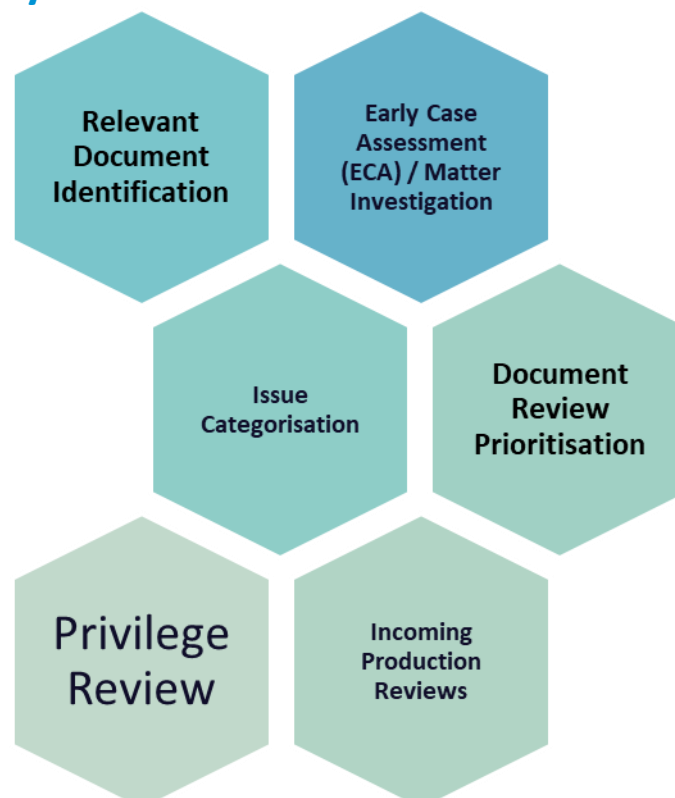 Relevant
Document
Identification
Early Case
Assessment
(ECA) / Matter
Investigation
Issue
Categorisation
Document
Review
Prioritisation
Privilege
Review
Incoming
Production
Reviews